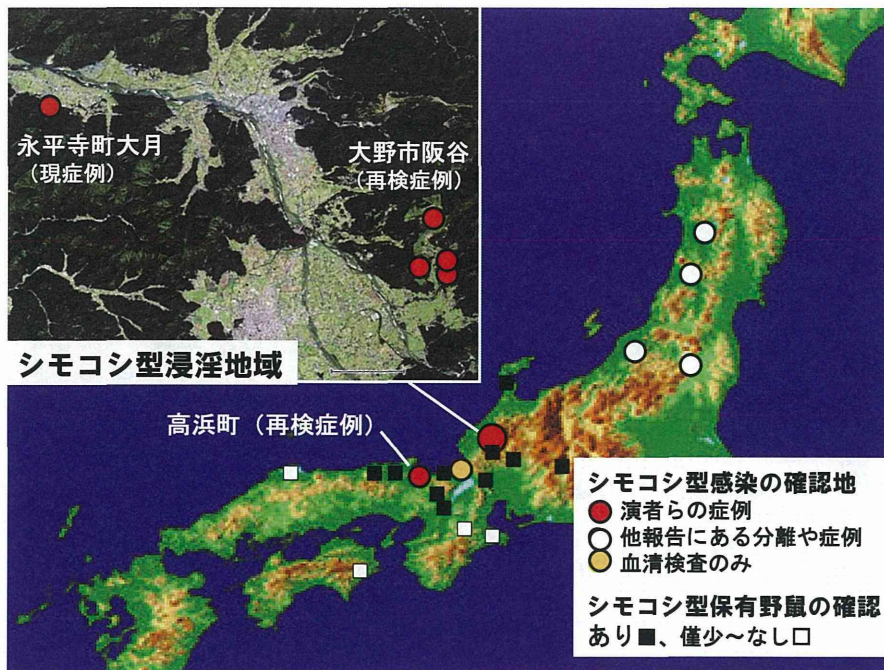 永平寺町大月
（現症例）
大野市阪谷
（再検症例）
シモコシ型浸淫地域
高浜町（再検症例）
シモコシ型感染の確認地
演者らの症例
他報告にある分離や症例
血清検査のみ
シモコシ型保有野鼠の確認
あり■、僅少～なし□